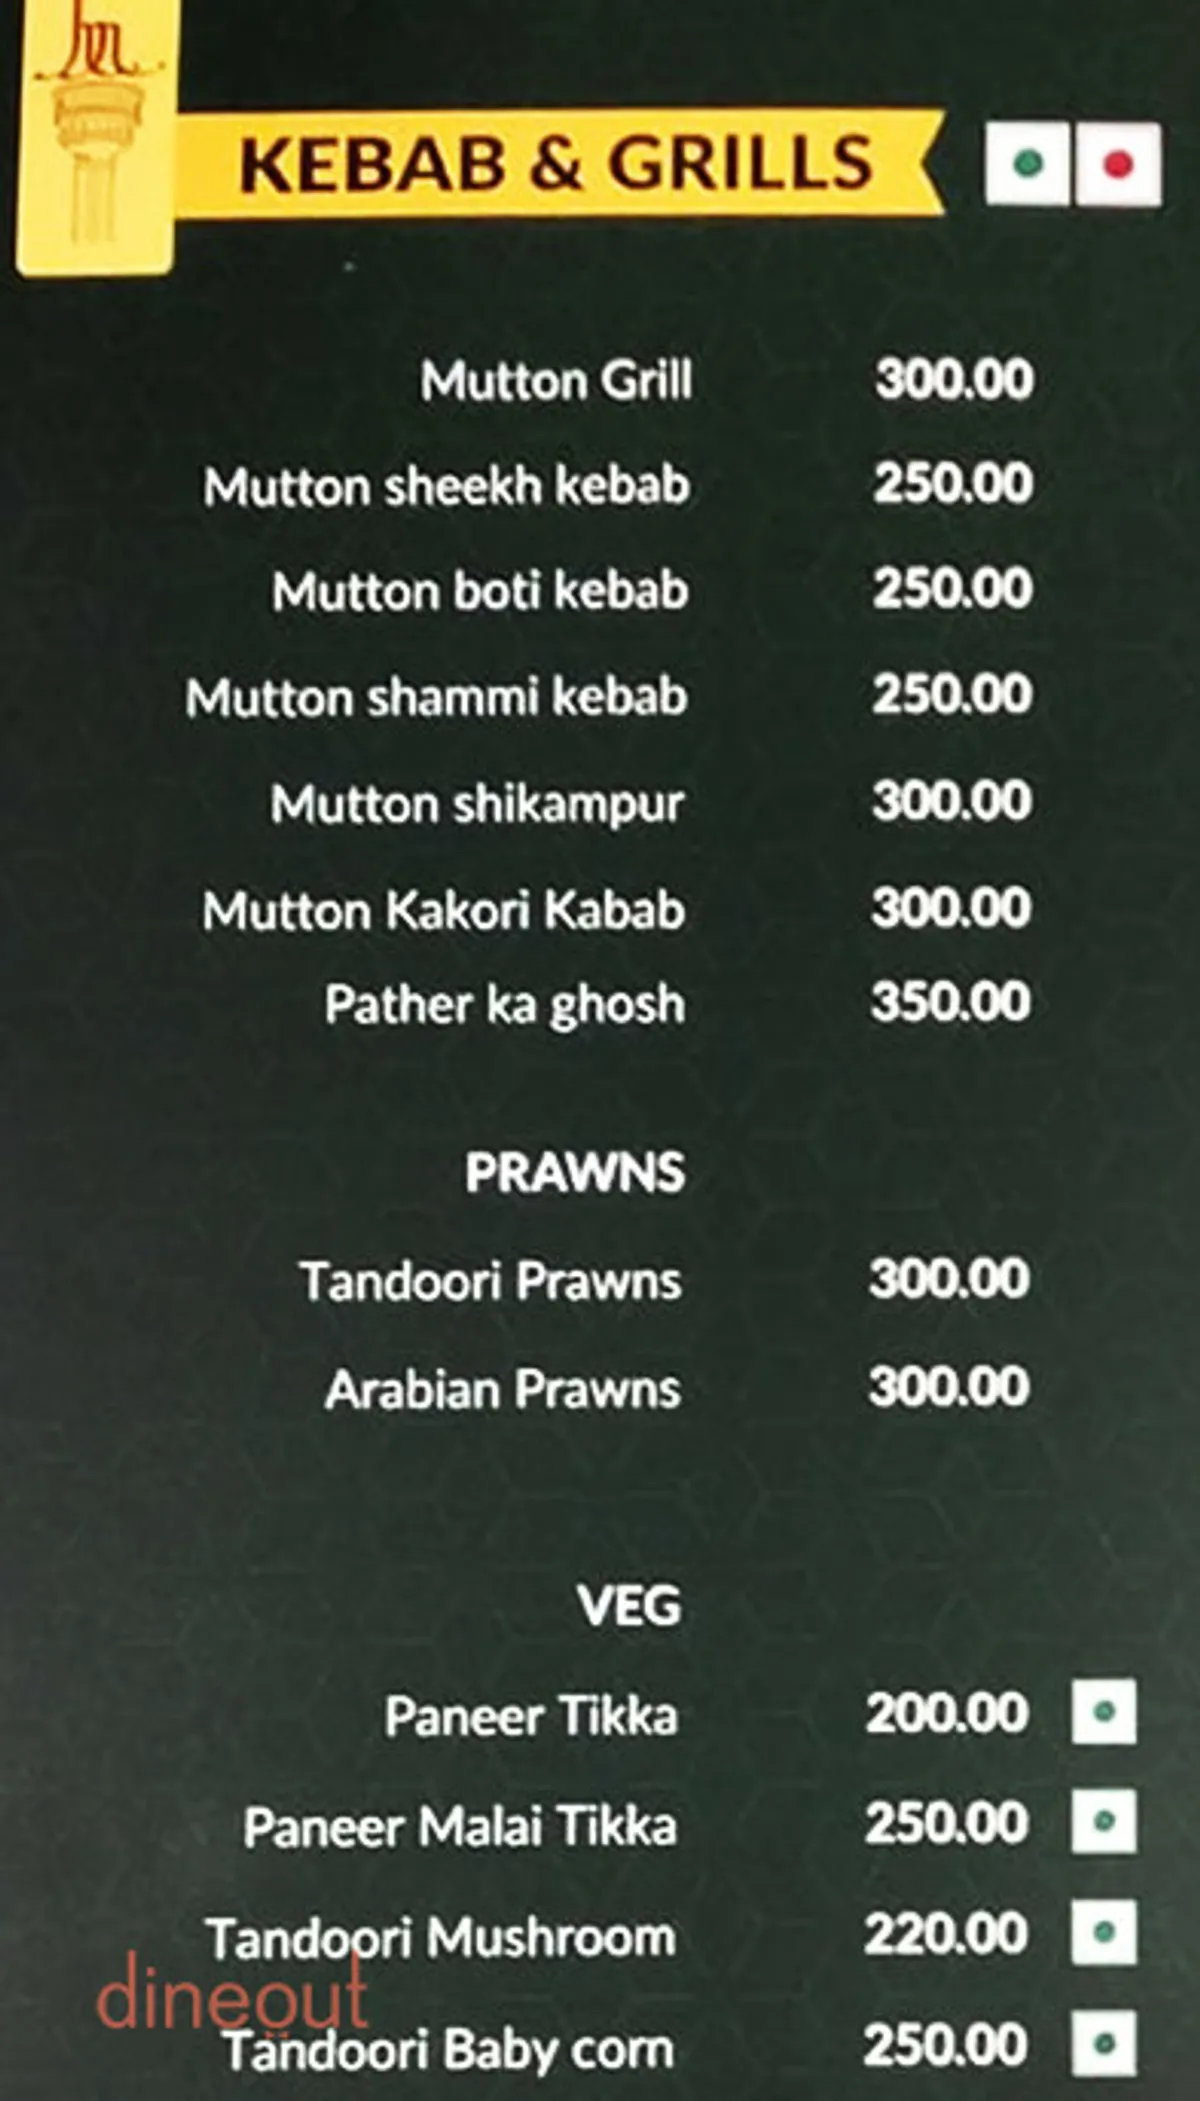 KEBAB & GRILLS
Mutton Grill 300.00
Mutton sheekh kebab 250.00
Mutton boti kebab 250.00
Mutton shammi kebab 250.00
Mutton shikampur 300.00
Mutton Kakori Kabab 300.00
Pather ka ghosh 350.00
PRAWNS
Tandoori Prawns 300.00
Arabian Prawns 300.00
VEG
Paneer Tikka 200.00
Paneer Malai Tikka 250.00
Tandoori Mushroom 220.00
dineout
Tandoori Baby corn 250.00